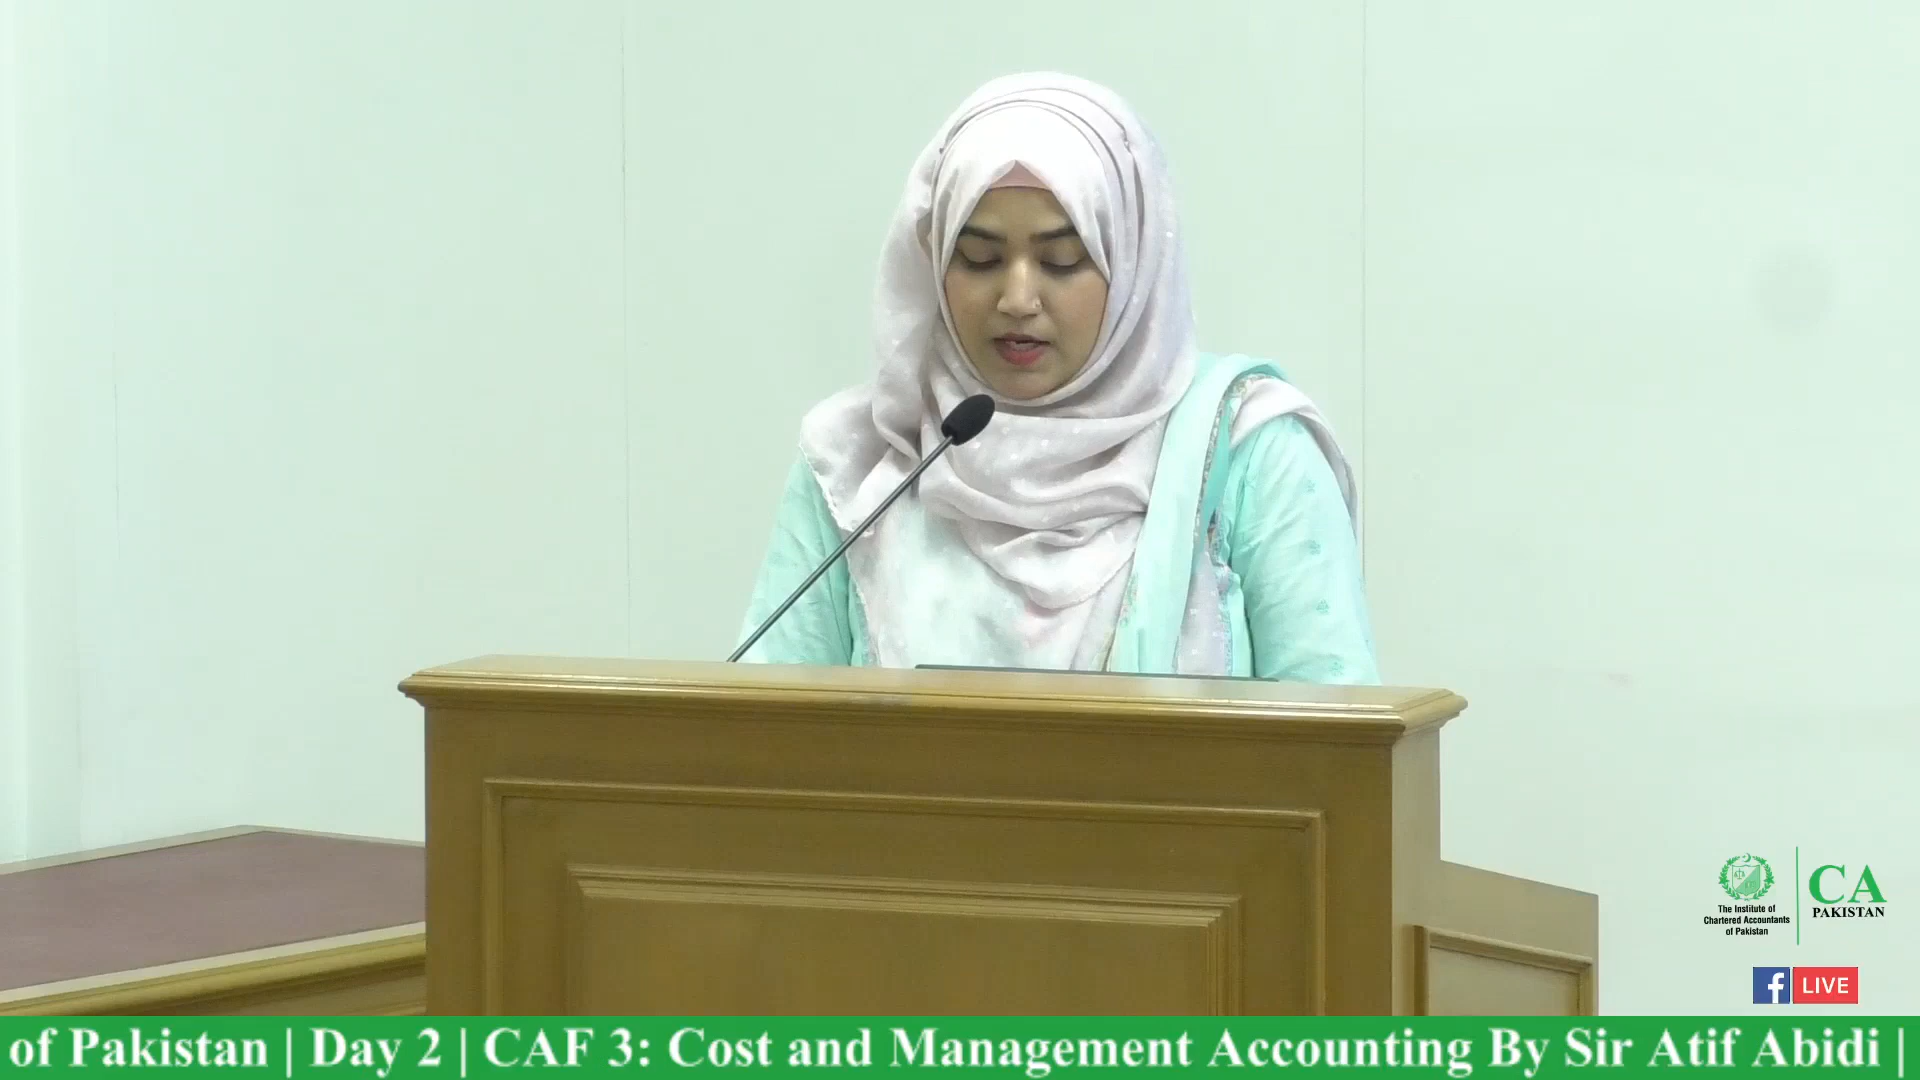 The Institute of
Chartered Accountants
of Pakistan
CA
PAKISTAN
f LIVE
of Pakistan | Day 2 | CAF 3: Cost and Management Accounting By Sir Atif Abidi |